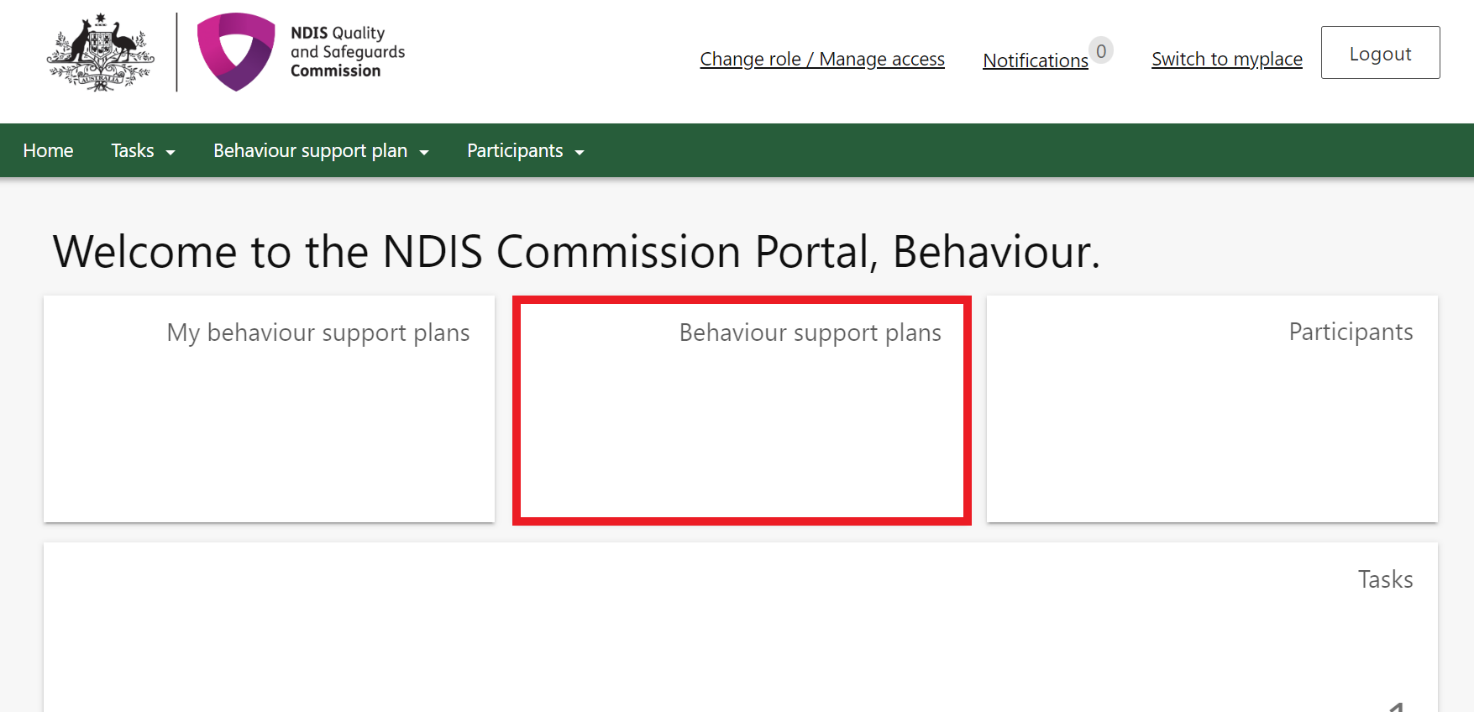 NDIS Quality
and Safeguards
Commission
AUSTRALIA
Change role / Manage access
Notifications 0
Switch to myplace
Logout
Home
Tasks
Behaviour support plan
Participants
Welcome to the NDIS Commission Portal, Behaviour.
My behaviour support plans
Behaviour support plans
Participants
Tasks